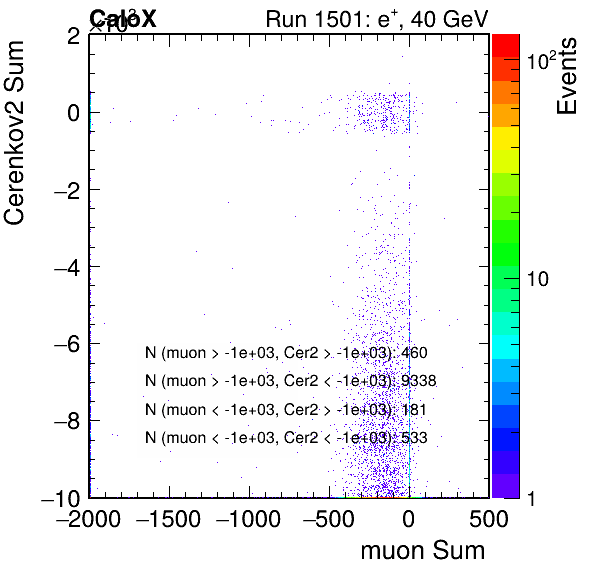 CaloX ×10³ Run 1501: e⁺, 40 GeV
Cerenkov2 Sum
2
0
−2
−4
−6
−8
−10
N (muon > -1e+03, Cer2 > -1e+03): 460
N (muon > -1e+03, Cer2 < -1e+03): 9338
N (muon < -1e+03, Cer2 > -1e+03): 181
N (muon < -1e+03, Cer2 < -1e+03): 533
−2000 −1500 −1000 −500 0 500
muon Sum
10²
10
1
Events